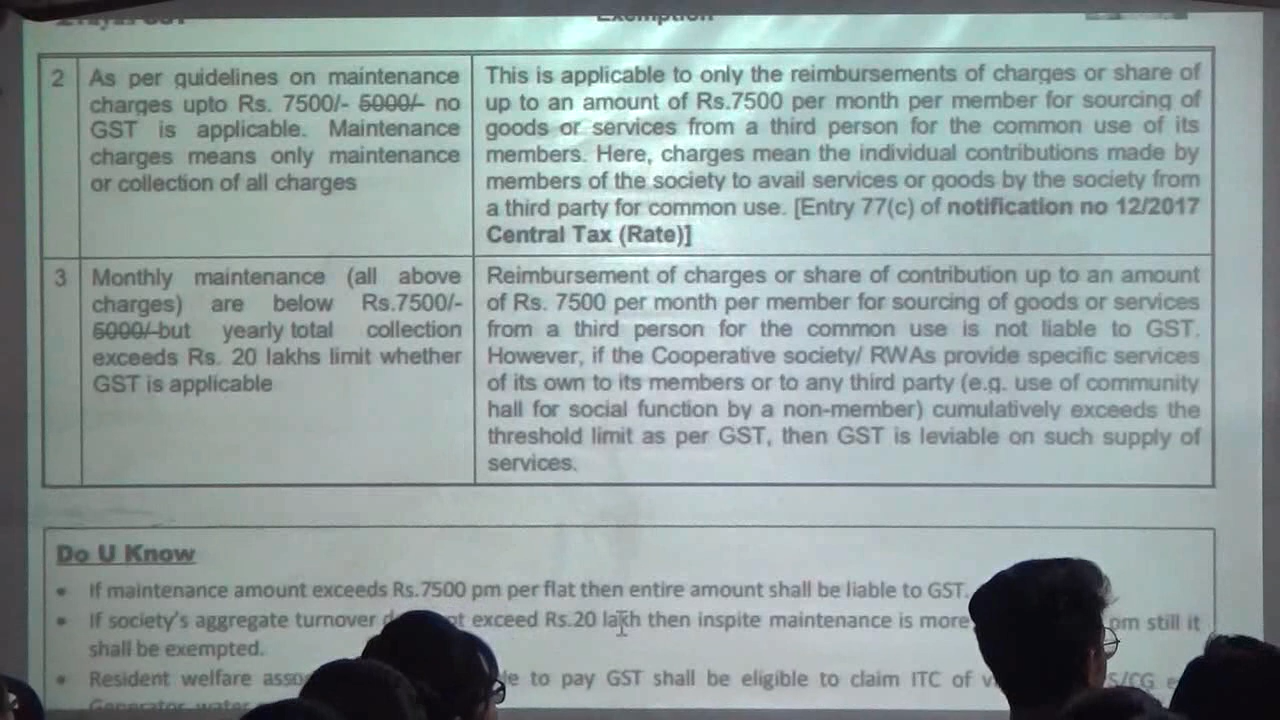 Exemption
2
As per guidelines on maintenance
charges upto Rs. 7500/- 5000/- no
GST is applicable. Maintenance
charges means only maintenance
or collection of all charges
This is applicable to only the reimbursements of charges or share of
up to an amount of Rs.7500 per month per member for sourcing of
goods or services from a third person for the common use of its
members. Here, charges mean the individual contributions made by
members of the society to avail services or goods by the society from
a third party for common use. [Entry 77(c) of notification no 12/2017
Central Tax (Rate)]
3
Monthly maintenance (all above
charges) are below Rs.7500/-
5000/-but yearly total collection
exceeds Rs. 20 lakhs limit whether
GST is applicable
Reimbursement of charges or share of contribution up to an amount
of Rs. 7500 per month per member for sourcing of goods or services
from a third person for the common use is not liable to GST.
However, if the Cooperative society/ RWAs provide specific services
of its own to its members or to any third party (e.g. use of community
hall for social function by a non-member) cumulatively exceeds the
threshold limit as per GST, then GST is leviable on such supply of
services.
Do U Know
• If maintenance amount exceeds Rs.7500 pm per flat then entire amount shall be liable to GST.
• If society's aggregate turnover exceed Rs.20 lakh then inspite maintenance is more pm still it
shall be exempted.
• Resident welfare to pay GST shall be eligible to claim ITC of
Generator water